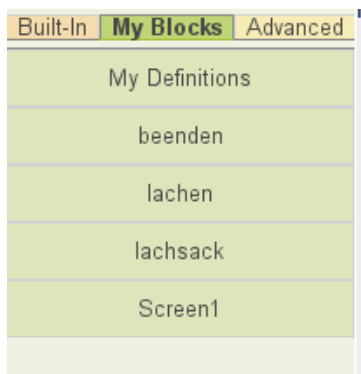 Built-In My Blocks Advanced
My Definitions
beenden
lachen
lachsack
Screen1